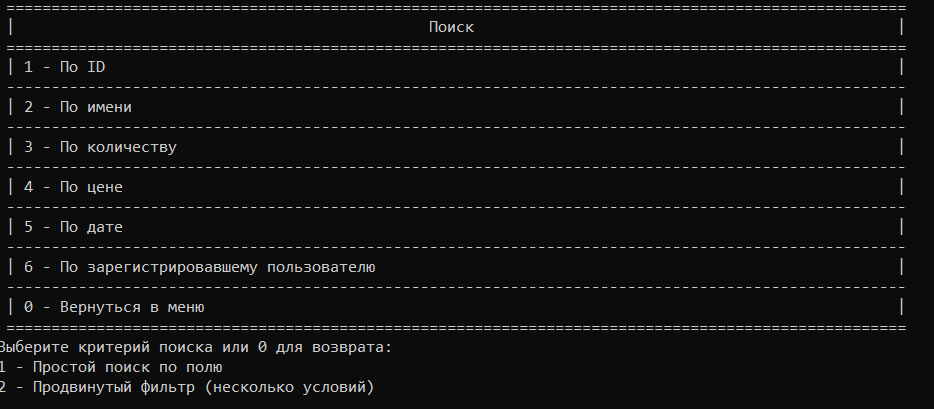 Поиск
1 - По ID
2 - По имени
3 - По количеству
4 - По цене
5 - По дате
6 - По зарегистрировавшему пользователю
0 - Вернуться в меню
Выберите критерий поиска или 0 для возврата:
1 - Простой поиск по полю
2 - Продвинутый фильтр (несколько условий)